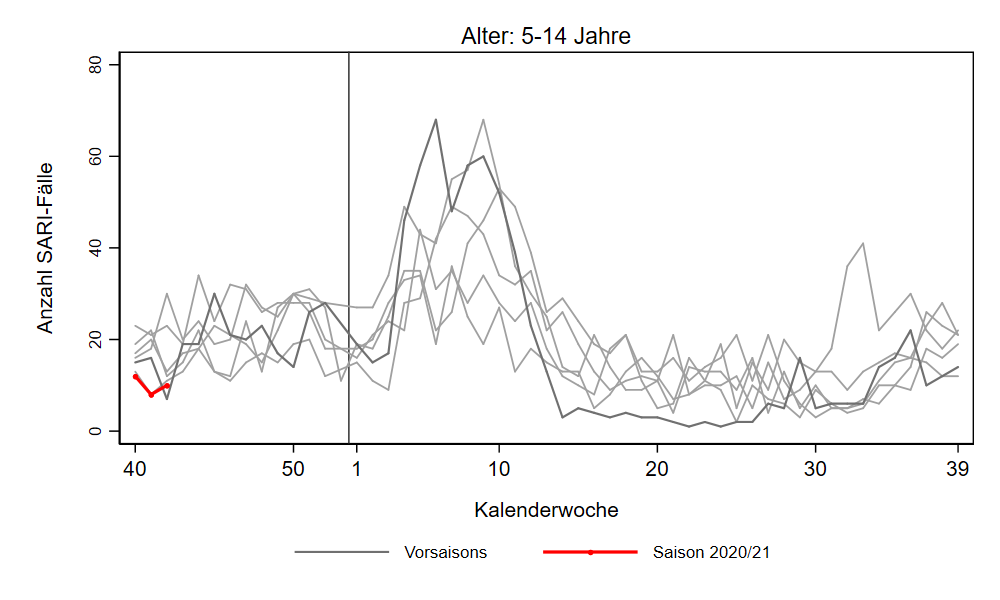 Alter: 5-14 Jahre
Anzahl SARI-Fälle
80
60
40
20
0
40 50 1 10 20 30 39
Kalenderwoche
Vorsaisons Saison 2020/21